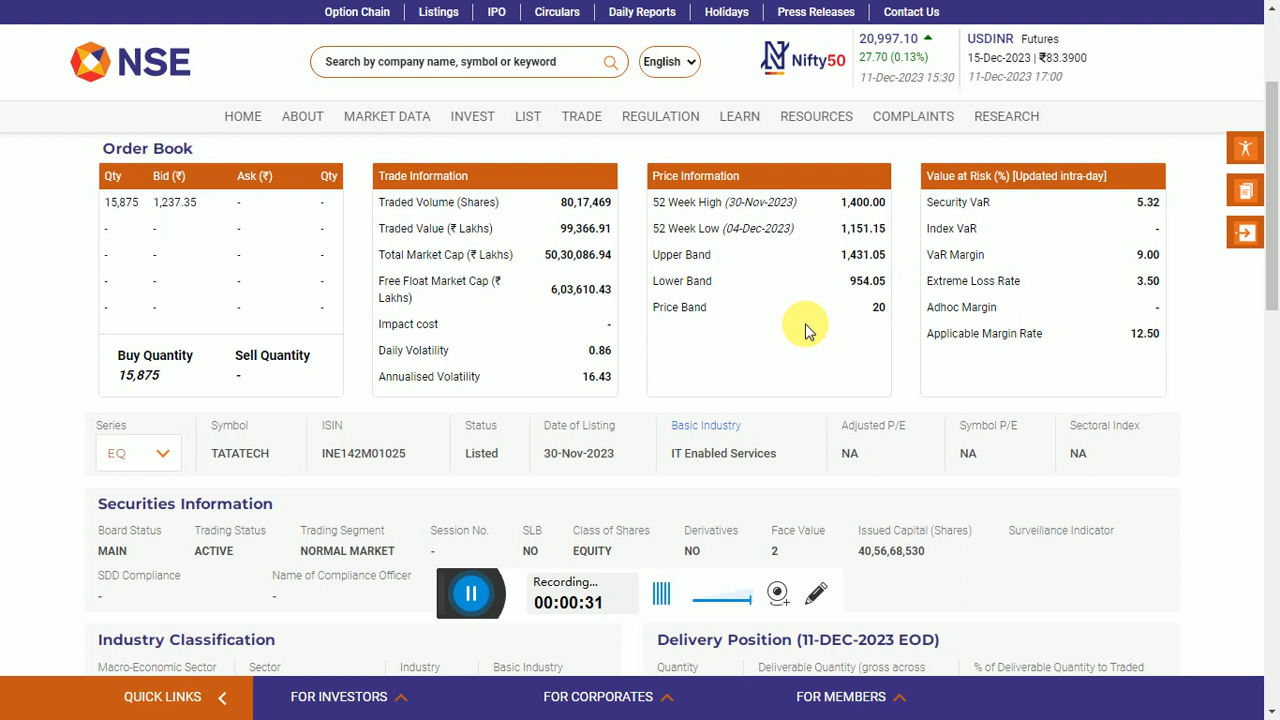 Option Chain Listings IPO Circulars Daily Reports Holidays Press Releases Contact Us
NSE
Search by company name, symbol or keyword
English
Nifty50
20,997.10
27.70 (0.13%)
11-Dec-2023 15:30
USDINR Futures
15-Dec-2023 | ₹83.3900
11-Dec-2023 17:00
HOME ABOUT MARKET DATA INVEST LIST TRADE REGULATION LEARN RESOURCES COMPLAINTS RESEARCH
Order Book
Qty Bid (₹) Ask (₹) Qty
15,875 1,237.35 - -
- - - -
- - - -
- - - -
- - - -
Buy Quantity Sell Quantity
15,875 -
Trade Information
Traded Volume (Shares) 80,17,469
Traded Value (₹ Lakhs) 99,366.91
Total Market Cap (₹ Lakhs) 50,30,086.94
Free Float Market Cap (₹
Lakhs) 6,03,610.43
Impact cost -
Daily Volatility 0.86
Annualised Volatility 16.43
Price Information
52 Week High (30-Nov-2023) 1,400.00
52 Week Low (04-Dec-2023) 1,151.15
Upper Band 1,431.05
Lower Band 954.05
Price Band 20
Value at Risk (%) [Updated intra-day]
Security VaR 5.32
Index VaR -
VaR Margin 9.00
Extreme Loss Rate 3.50
Adhoc Margin -
Applicable Margin Rate 12.50
Series Symbol ISIN Status Date of Listing Basic Industry Adjusted P/E Symbol P/E Sectoral Index
EQ TATATECH INE142M01025 Listed 30-Nov-2023 IT Enabled Services NA NA NA
Securities Information
Board Status Trading Status Trading Segment Session No. SLB Class of Shares Derivatives Face Value Issued Capital (Shares) Surveillance Indicator
MAIN ACTIVE NORMAL MARKET - NO EQUITY NO 2 40,56,68,530
SDD Compliance Name of Compliance Officer
- -
Recording...
00:00:31
Industry Classification
Macro-Economic Sector Sector Industry Basic Industry
Delivery Position (11-DEC-2023 EOD)
Quantity Deliverable Quantity (gross across % of Deliverable Quantity to Traded
QUICK LINKS FOR INVESTORS FOR CORPORATES FOR MEMBERS